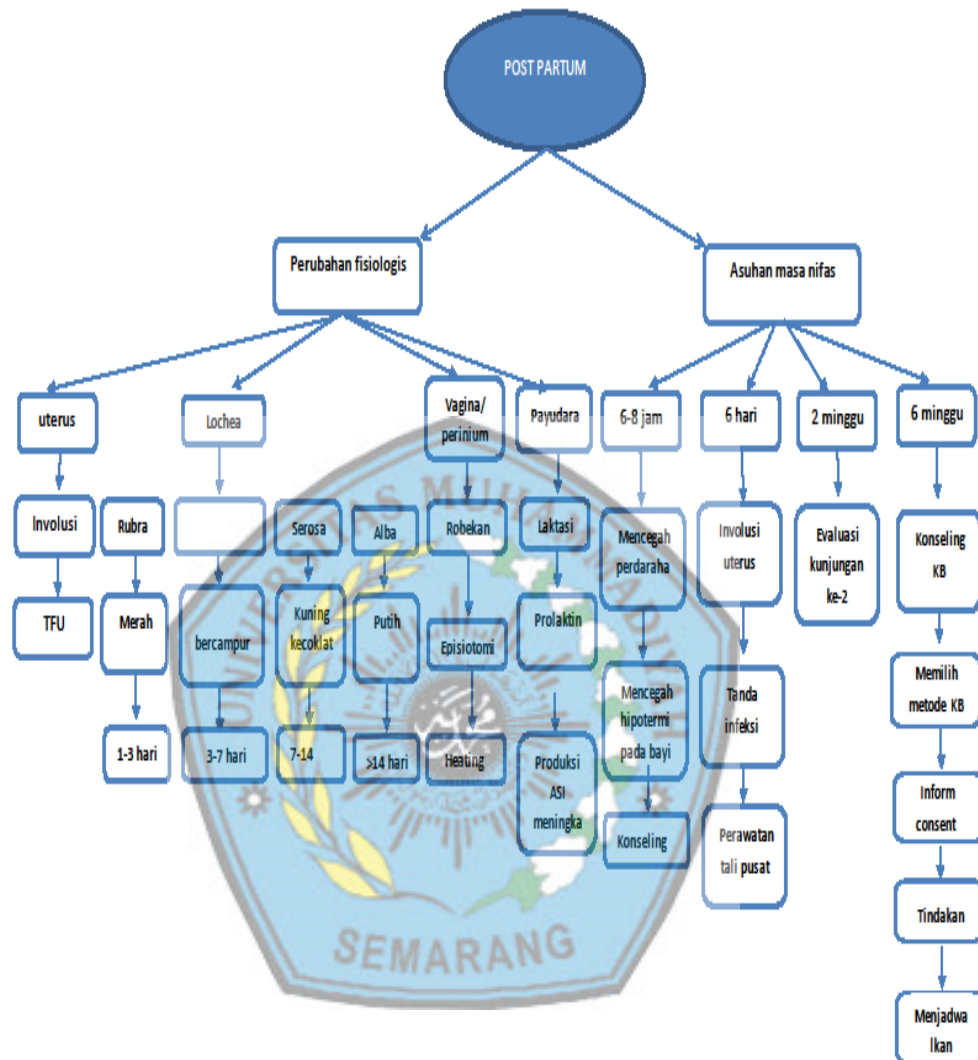 POST PARTUM
Perubahan fisiologis
Asuhan masa nifas
uterus
Lochea
Vagina/
perinium
Payudara
6-8 jam
6 hari
2 minggu
6 minggu
Involusi
Rubra
Serosa
Alba
Robekan
Laktasi
Mencegah
perdaraha
Involusi
uterus
Evaluasi
kunjungan
ke-2
Konseling
KB
TFU
Merah
bercampur
Kuning
kecoklat
Putih
Episiotomi
Prolaktin
Mencegah
hipotermi
pada bayi
Tanda
infeksi
Memilih
metode KB
1-3 hari
3-7 hari
7-14
>14 hari
Heating
Produksi
ASI
meningka
Konseling
Perawatan
tali pusat
Inform
consent
Tindakan
Menjadwa
lkan
UNIVERSITAS MUHAMMADIYAH
SEMARANG